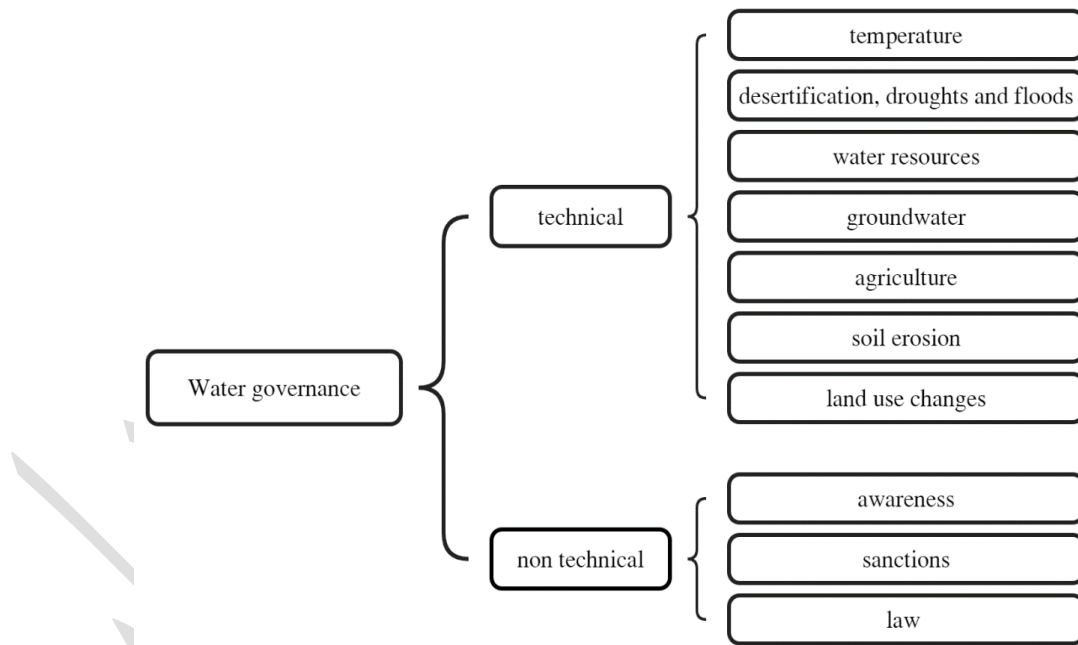 temperature
desertification, droughts and floods
water resources
technical
groundwater
agriculture
soil erosion
Water governance
land use changes
awareness
non technical
sanctions
law